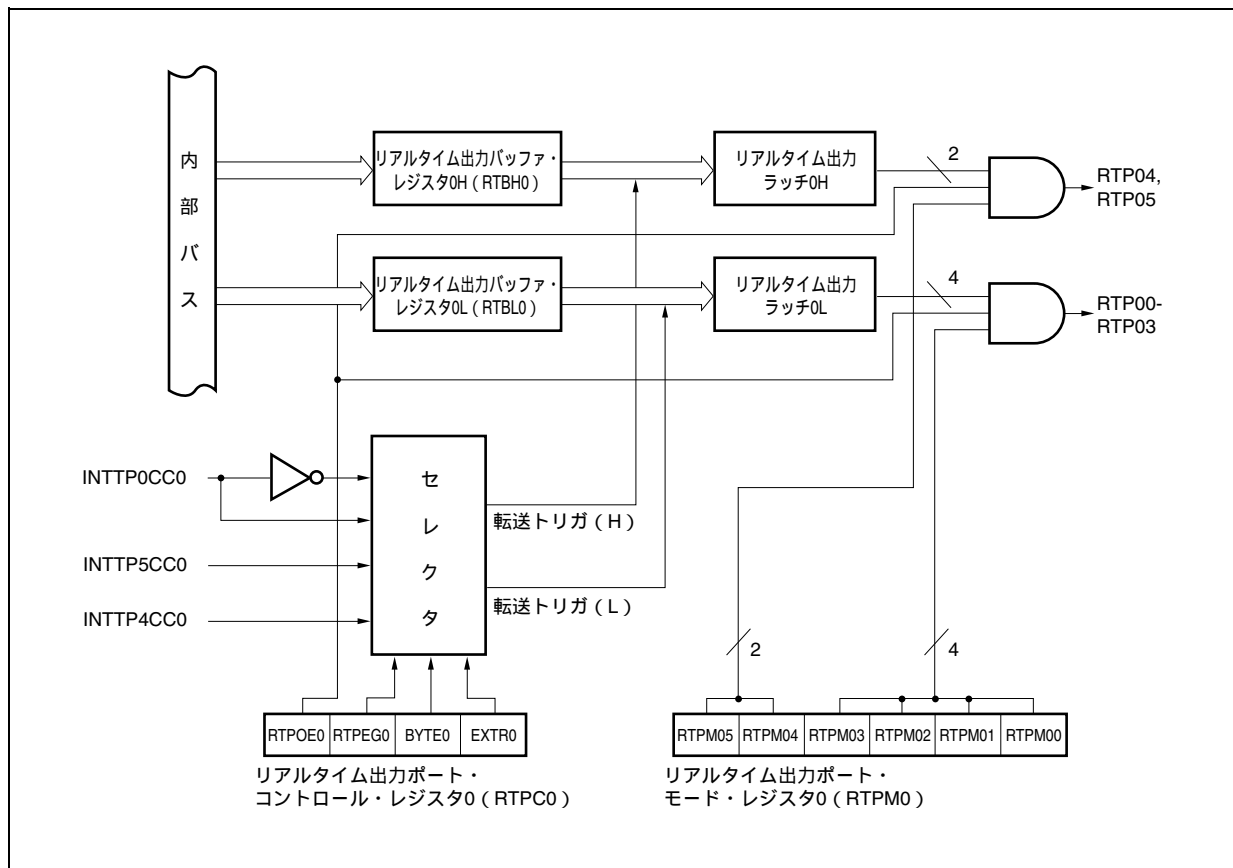 内部バス
リアルタイム出力バッファ・
レジスタ0H（RTBH0）
リアルタイム出力
ラッチ0H
2
RTP04,
RTP05
リアルタイム出力バッファ・
レジスタ0L（RTBL0）
リアルタイム出力
ラッチ0L
4
RTP00-
RTP03
INTTP0CC0
INTTP5CC0
INTTP4CC0
セレクタ
転送トリガ（H）
転送トリガ（L）
2
4
RTPOE0 RTPEG0 BYTE0 EXTR0
リアルタイム出力ポート・
コントロール・レジスタ0（RTPC0）
RTPM05 RTPM04 RTPM03 RTPM02 RTPM01 RTPM00
リアルタイム出力ポート・
モード・レジスタ0（RTPM0）